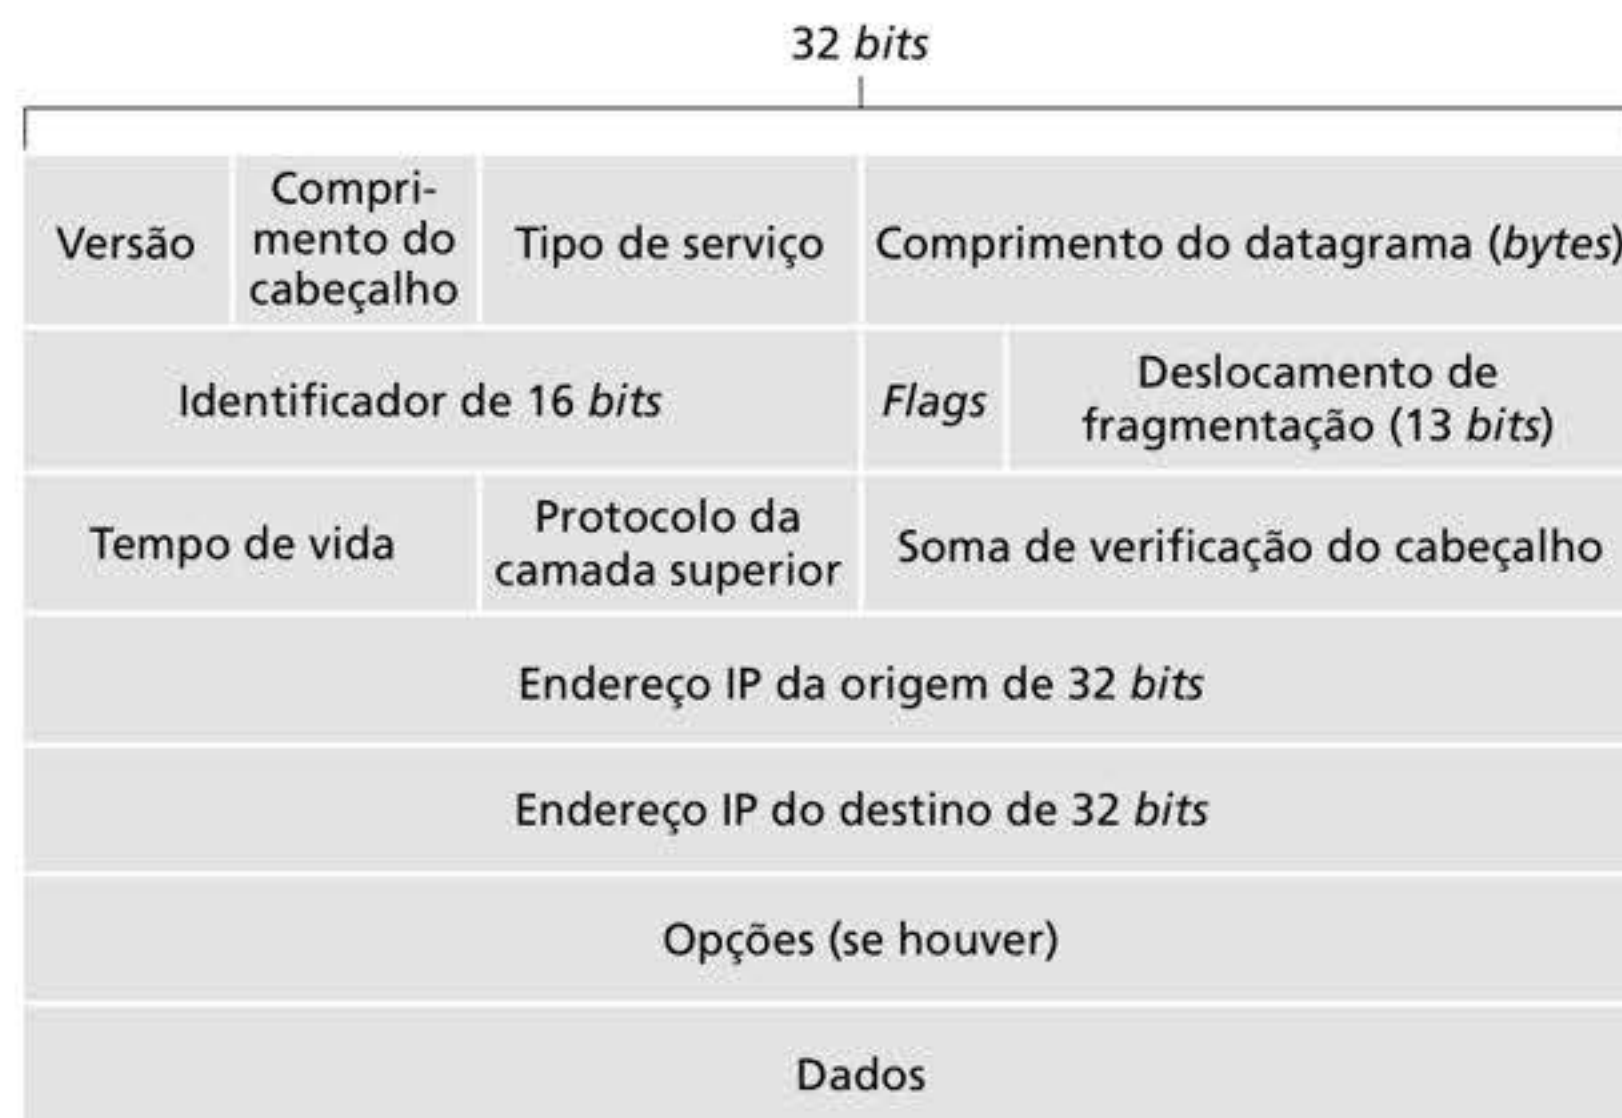 32 bits
Versão
Compri-
mento do
cabeçalho
Tipo de serviço
Comprimento do datagrama (bytes)
Identificador de 16 bits
Flags
Deslocamento de
fragmentação (13 bits)
Tempo de vida
Protocolo da
camada superior
Soma de verificação do cabeçalho
Endereço IP da origem de 32 bits
Endereço IP do destino de 32 bits
Opções (se houver)
Dados